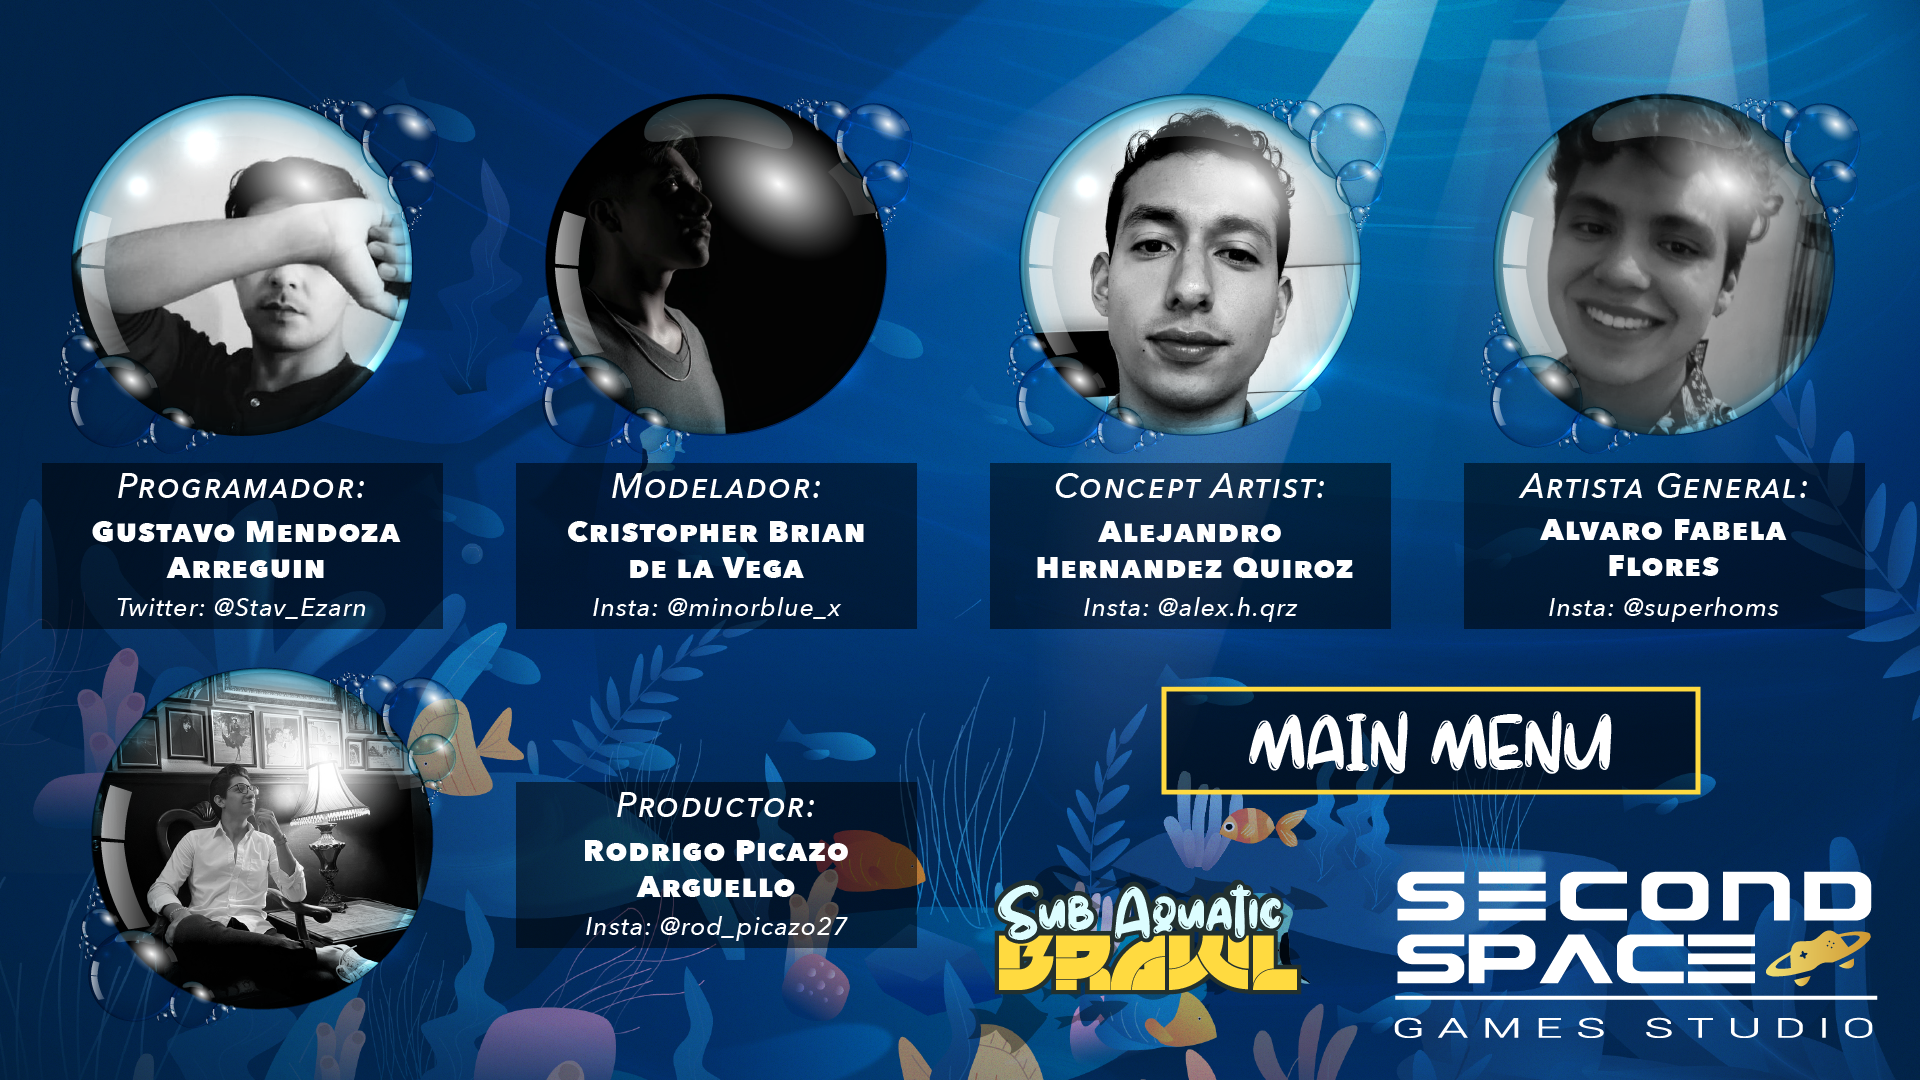 PROGRAMADOR:
GUSTAVO MENDOZA
ARREGUIN
Twitter: @Stav_Ezarn
MODELADOR:
CRISTOPHER BRIAN
DE LA VEGA
Insta: @minorblue_x
CONCEPT ARTIST:
ALEJANDRO
HERNANDEZ QUIROZ
Insta: @alex.h.qrz
ARTISTA GENERAL:
ALVARO FABELA
FLORES
Insta: @superhoms
PRODUCTOR:
RODRIGO PICAZO
ARGUELLO
Insta: @rod_picazo27
MAIN MENU
SUB AQUATIC
BRAWL
SECOND
SPACE
GAMES STUDIO